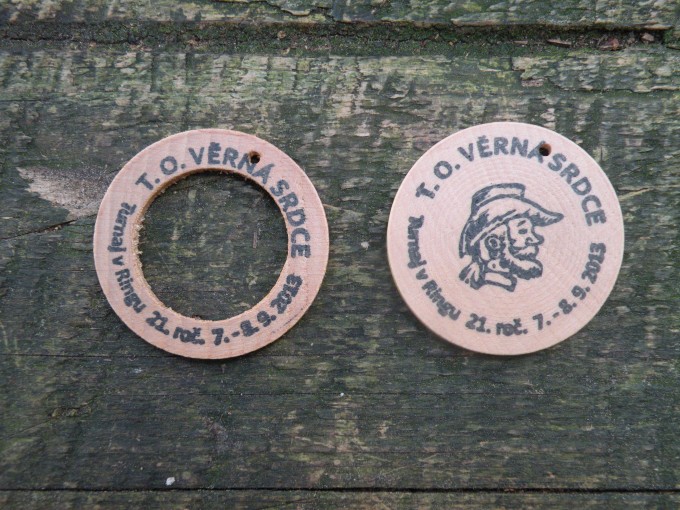 T. O. VĚRNÁ SRDCE
Turnaj v Ringu 21. roč. 7.-8. 9. 2013
T. O. VĚRNÁ SRDCE
Turnaj v Ringu 21. roč. 7.-8. 9. 2013